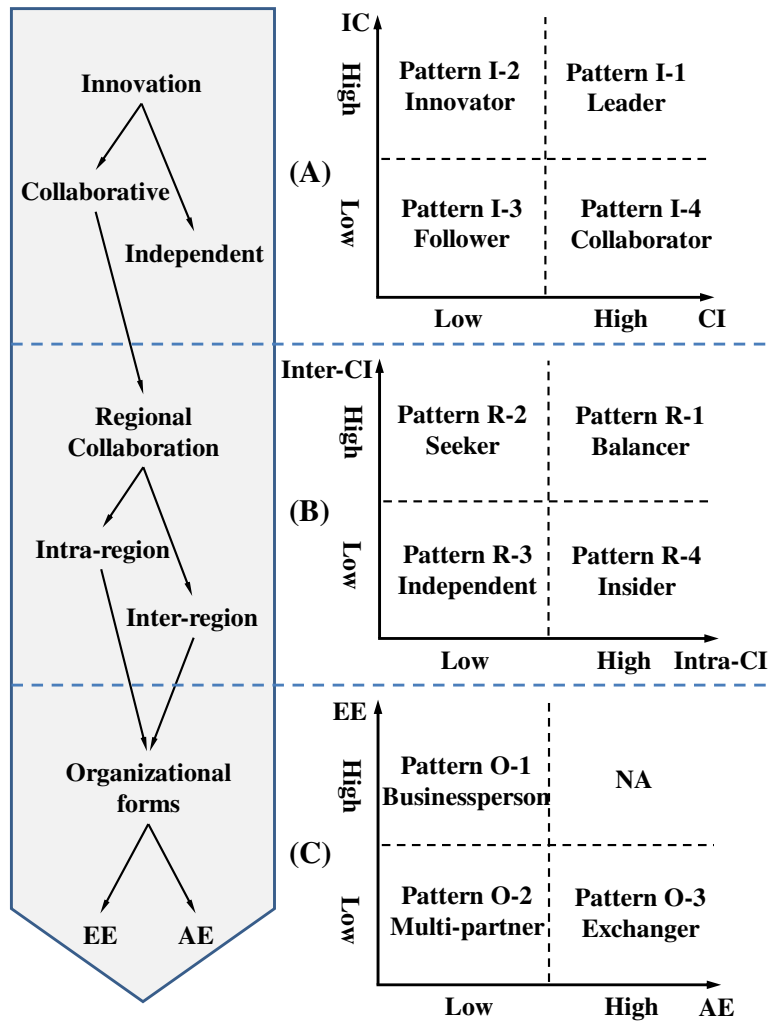 Innovation
Collaborative
Independent
Regional
Collaboration
Intra-region
Inter-region
Organizational
forms
EE
AE
(A)
IC
High
Low
Pattern I-2
Innovator
Pattern I-1
Leader
Pattern I-3
Follower
Pattern I-4
Collaborator
Low
High
CI
(B)
Inter-CI
High
Low
Pattern R-2
Seeker
Pattern R-1
Balancer
Pattern R-3
Independent
Pattern R-4
Insider
Low
High
Intra-CI
(C)
EE
High
Low
Pattern O-1
Businessperson
NA
Pattern O-2
Multi-partner
Pattern O-3
Exchanger
Low
High
AE